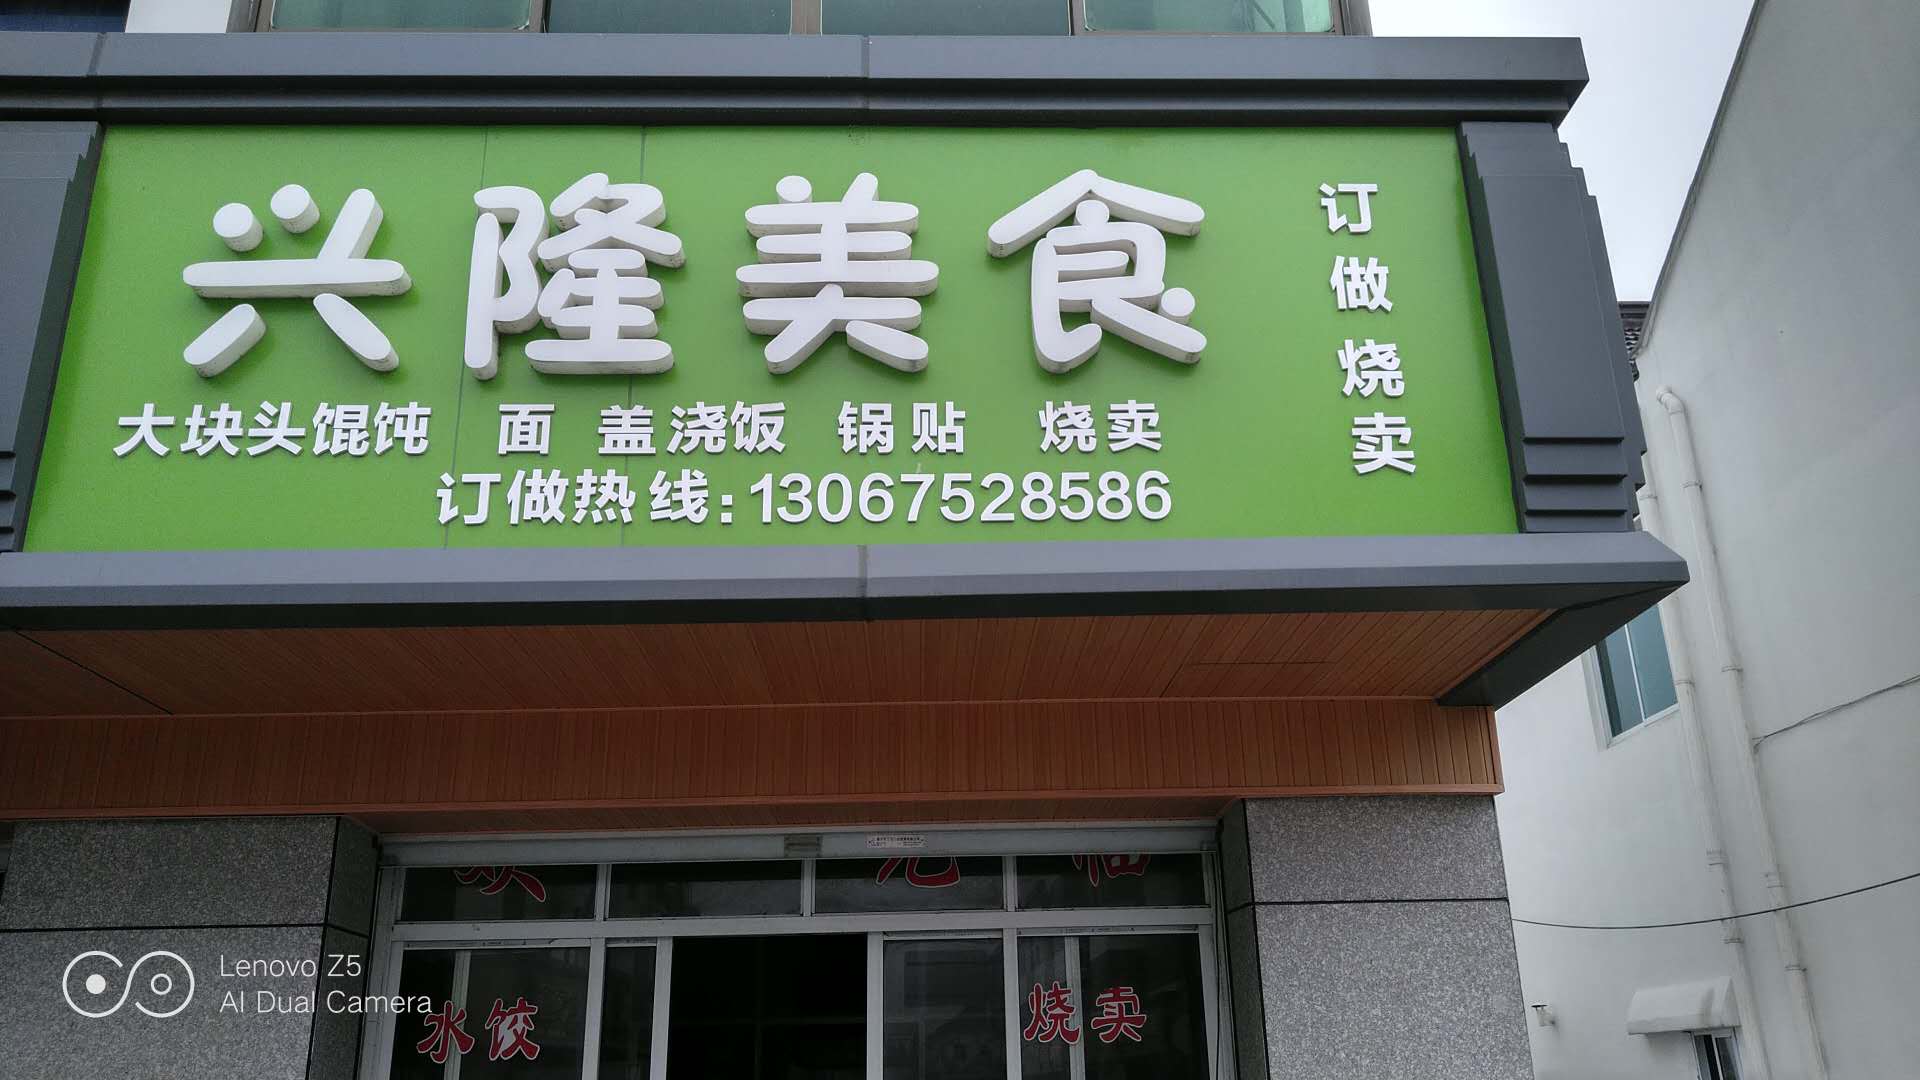 兴隆美食
订做烧卖
大块头馄饨 面 盖浇饭 锅贴 烧卖
订做热线:13067528586
水饺
烧卖
Lenovo Z5
AI Dual Camera